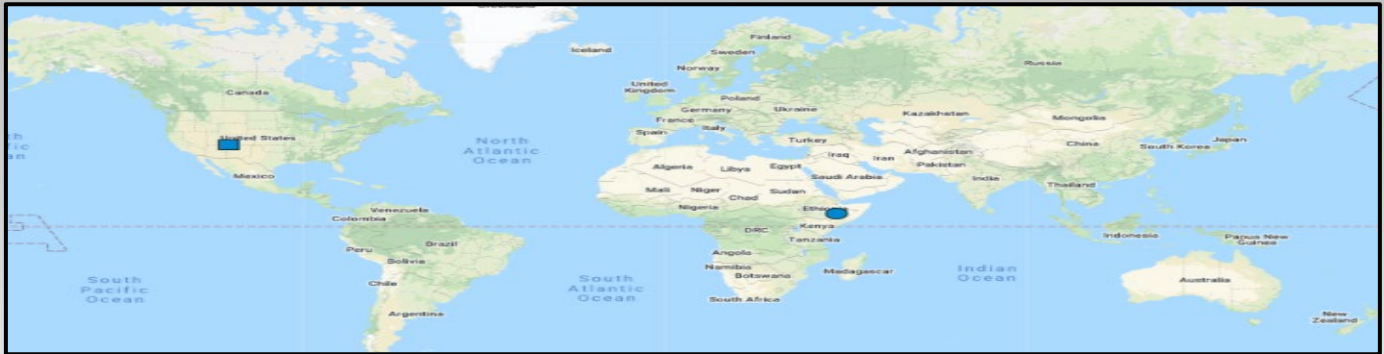 Iceland
Finland
Sweden
Norway
Russia
Canada
United
Kingdom
Poland
Germany
Ukraine
France
Kazakhstan
Mongolia
Spain
Italy
United States
North
Atlantic
Ocean
Turkey
Japan
China
South Korea
Iraq
Iran
Afghanistan
Pakistan
Algeria
Libya
Egypt
Saudi Arabia
Mexico
India
Thailand
Mali
Niger
Chad
Sudan
Venezuela
Colombia
Nigeria
Kenya
DRC
Indonesia
Papua New
Guinea
Tanzania
Peru
Brazil
Bolivia
Angola
Namibia
Botswana
Madagascar
South
Pacific
Ocean
Chile
South
Atlantic
Ocean
Indian
Ocean
Australia
South Africa
Argentina
New
Zealand